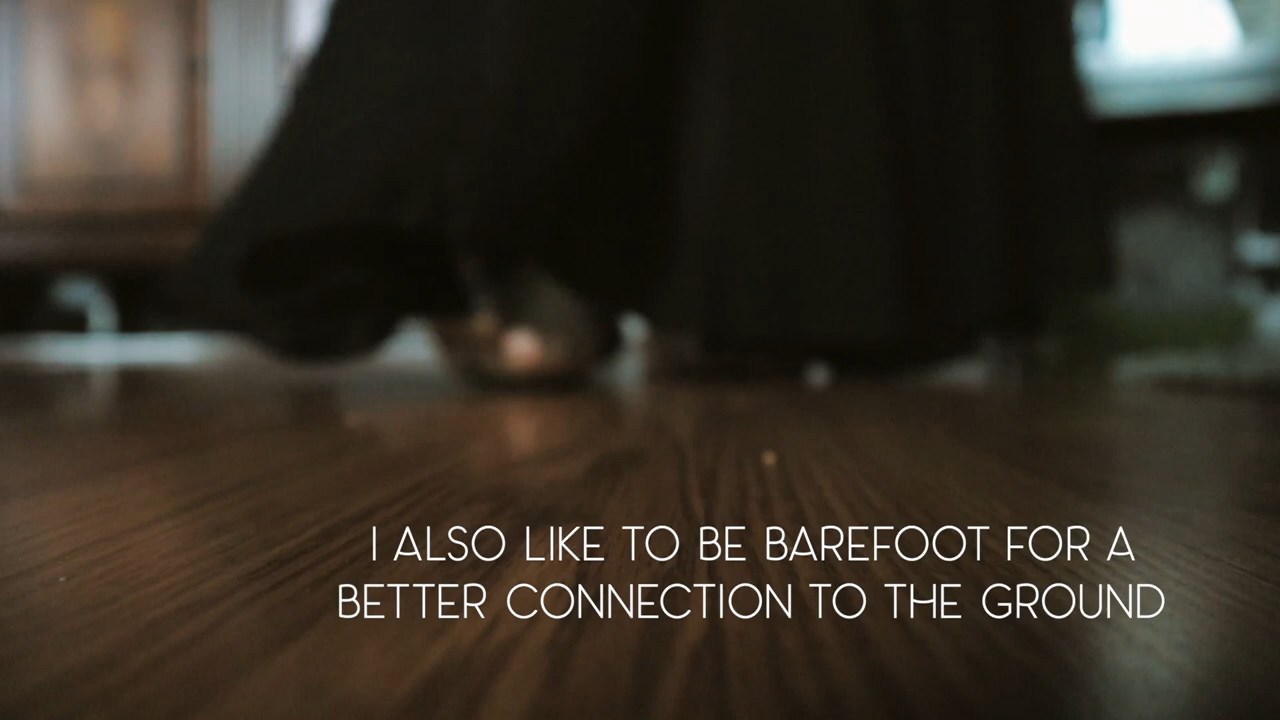 I ALSO LIKE TO BE BAREFOOT FOR A
BETTER CONNECTION TO THE GROUND